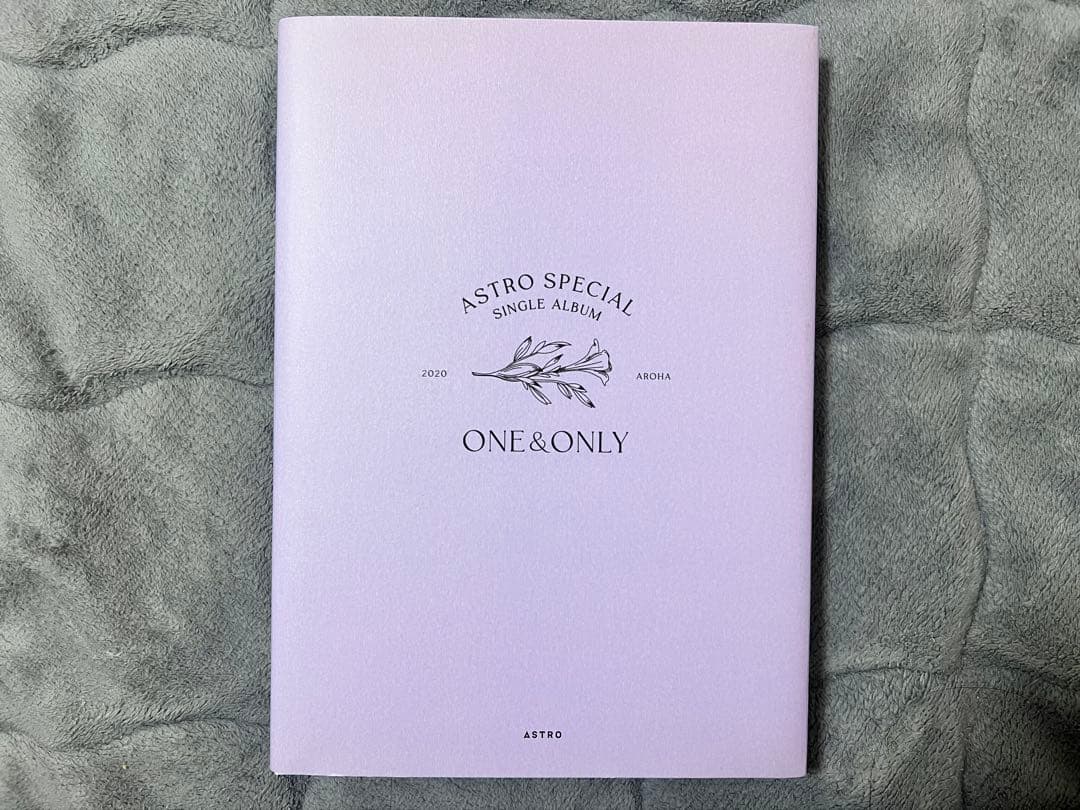 ASTRO SPECIAL
SINGLE ALBUM
2020
AROHA
ONE&ONLY
ASTRO